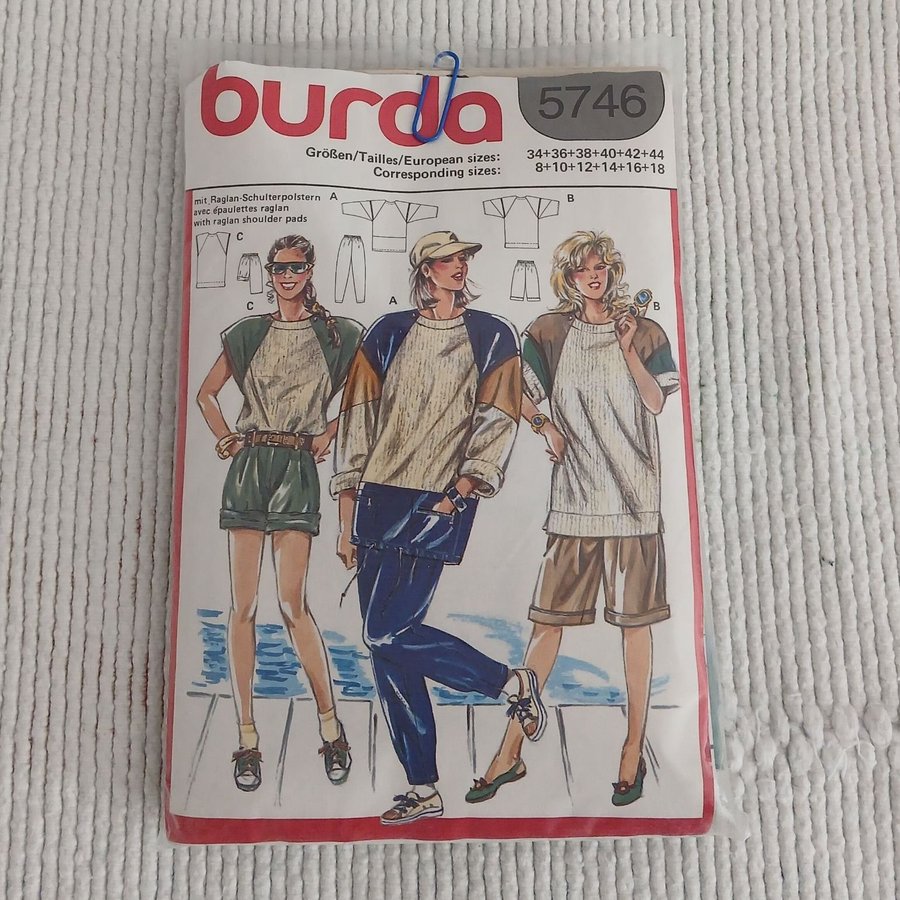 burda
5746
Größen/Tailles/European sizes: 34+36+38+40+42+44
Corresponding sizes: 8+10+12+14+16+18
mit Raglan-Schulterpolstern
avec épaulettes raglan
with raglan shoulder pads
A
B
C
C
A
B